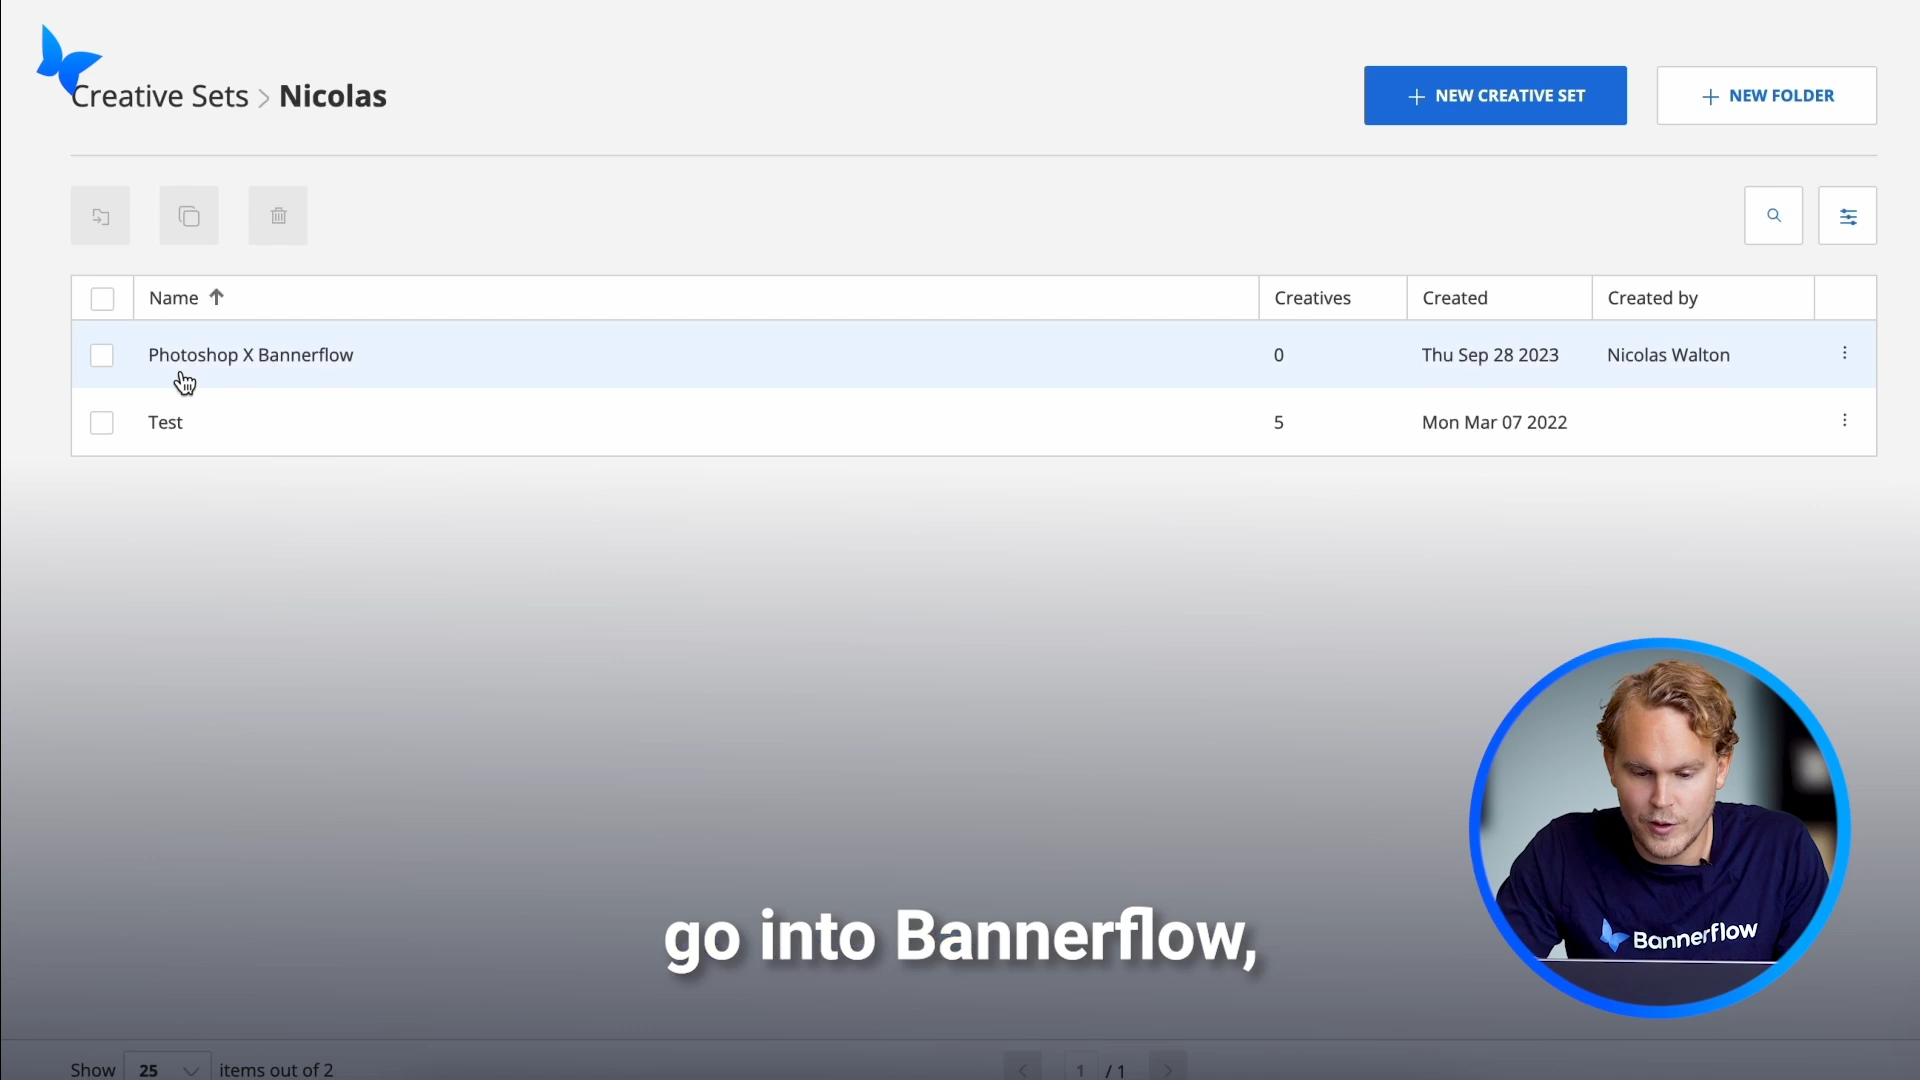 Creative Sets > Nicolas
+ NEW CREATIVE SET
+ NEW FOLDER
Name Creatives Created Created by
Photoshop X Bannerflow 0 Thu Sep 28 2023 Nicolas Walton
Test 5 Mon Mar 07 2022
go into Bannerflow,
Bannerflow
Show 25 items out of 2
1 / 1